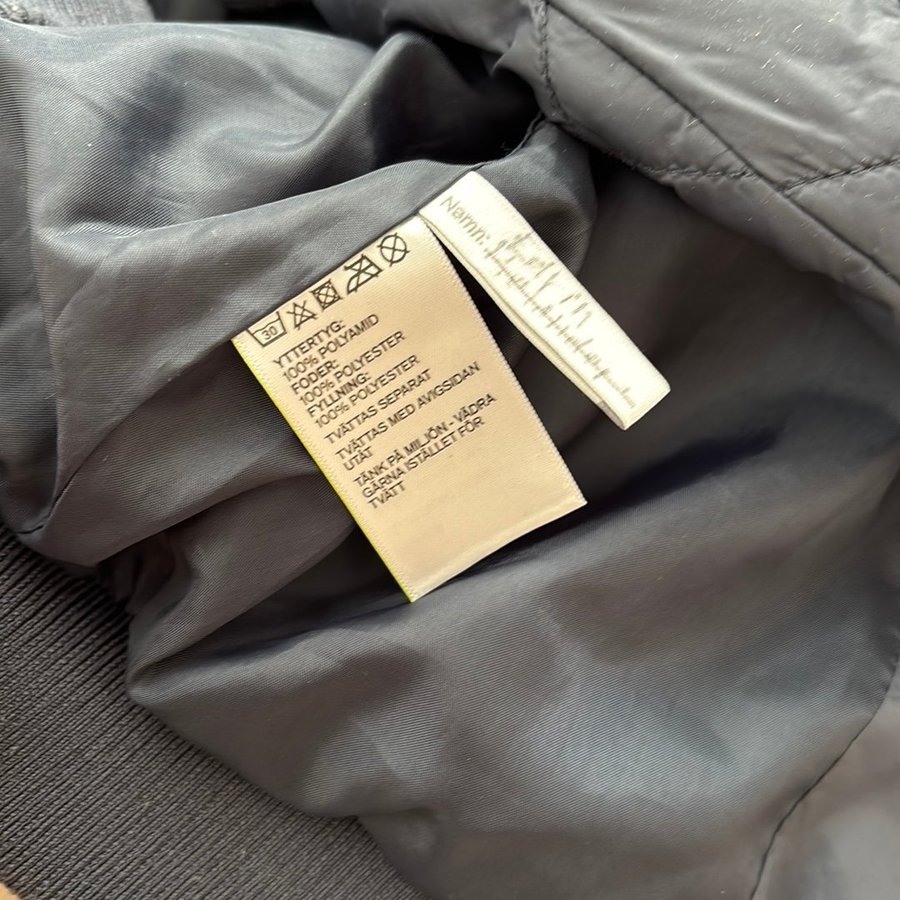 30
YTTERTYG:
100% POLYAMID
FODER:
100% POLYESTER
FYLLNING:
100% POLYESTER
TVÄTTAS SEPARAT
TVÄTTAS MED AVIGSIDAN
UTÅT
TÄNK PÅ MILJÖN - VÄDRA
GÄRNA ISTÄLLET FÖR
TVÄTT
Namn: